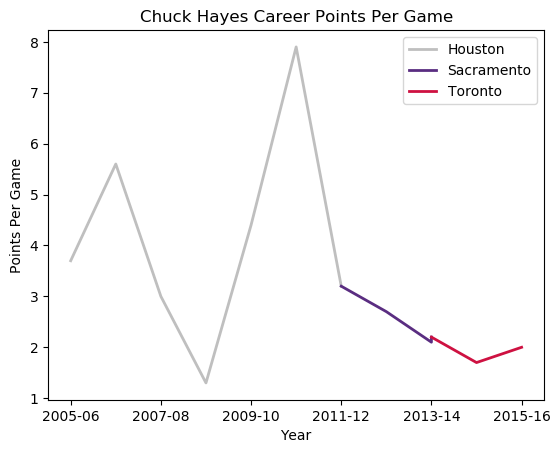 Chuck Hayes Career Points Per Game
Houston
Sacramento
Toronto
Points Per Game
8
7
6
5
4
3
2
1
2005-06 2007-08 2009-10 2011-12 2013-14 2015-16
Year